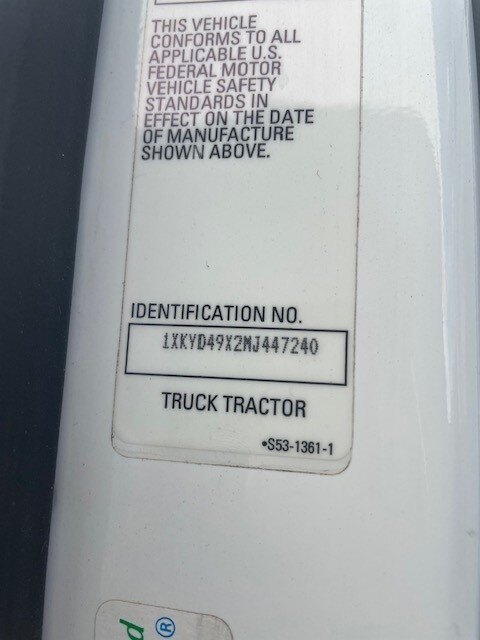 THIS VEHICLE
CONFORMS TO ALL
APPLICABLE U.S.
FEDERAL MOTOR
VEHICLE SAFETY
STANDARDS IN
EFFECT ON THE DATE
OF MANUFACTURE
SHOWN ABOVE.
IDENTIFICATION NO.
1XKYD49X2MJ447240
TRUCK TRACTOR
•S53-1361-1
d ®